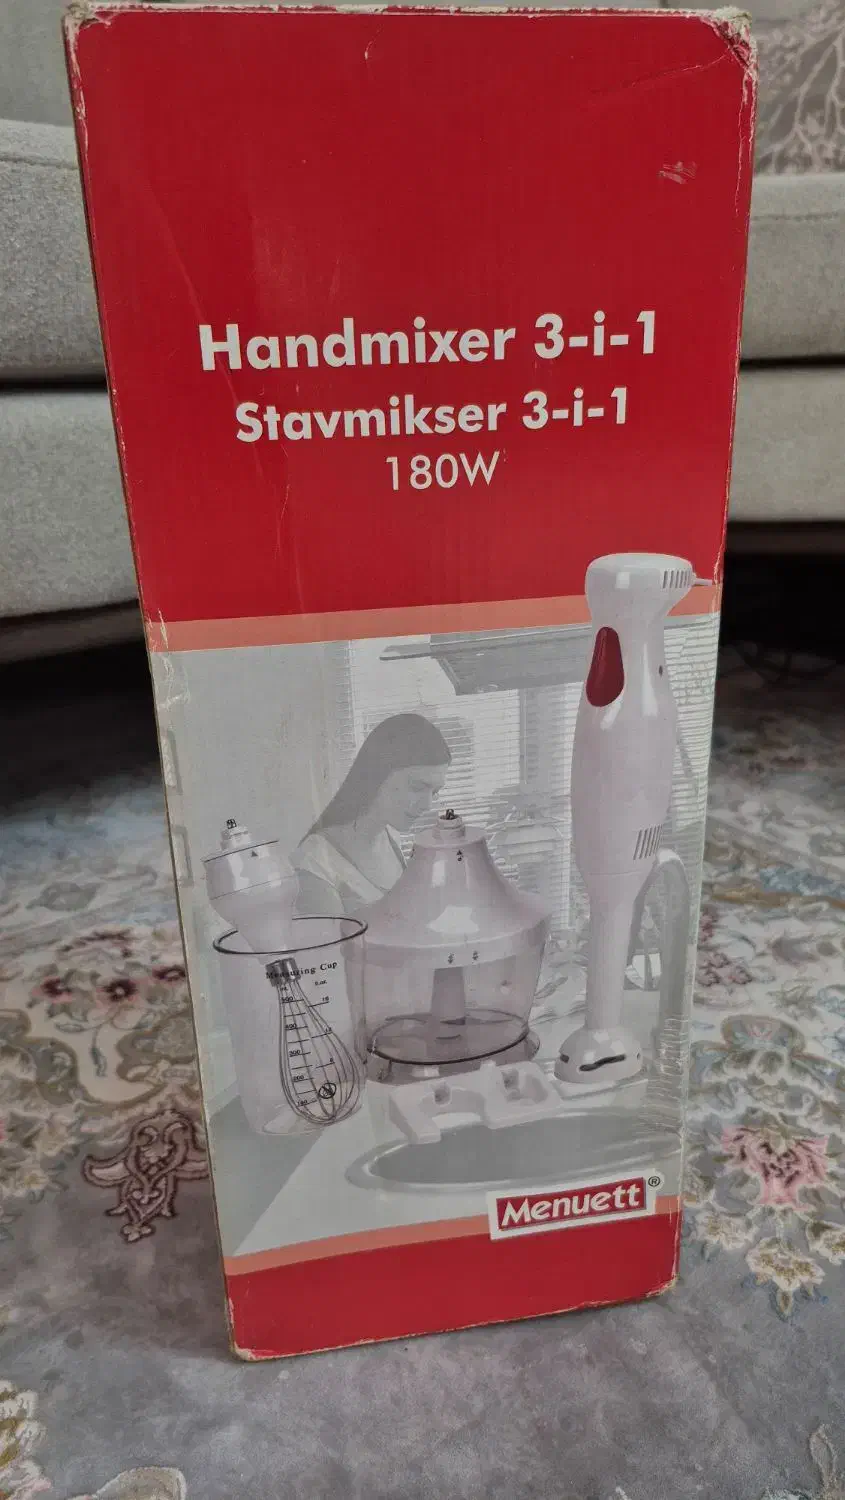 Handmixer 3-i-1
Stavmikser 3-i-1
180W
Measuring Cup
Menuett®